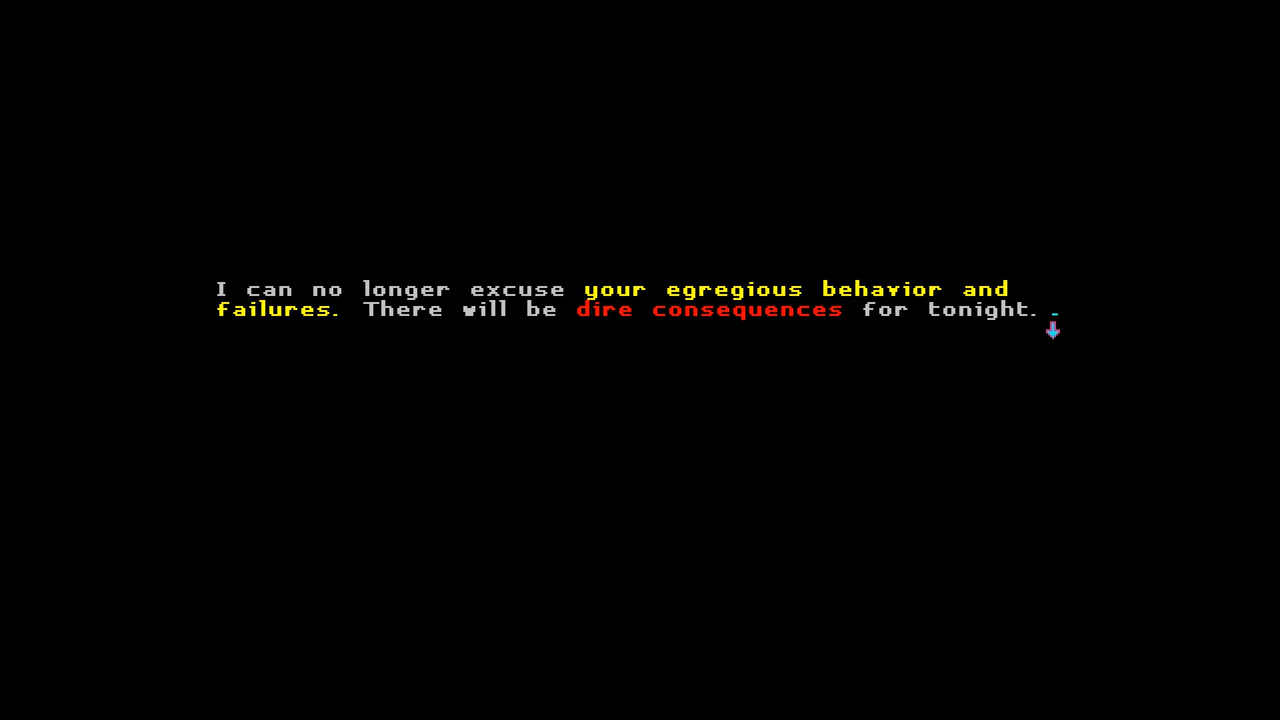 I can no longer excuse your egregious behavior and
failures. There will be dire consequences for tonight.